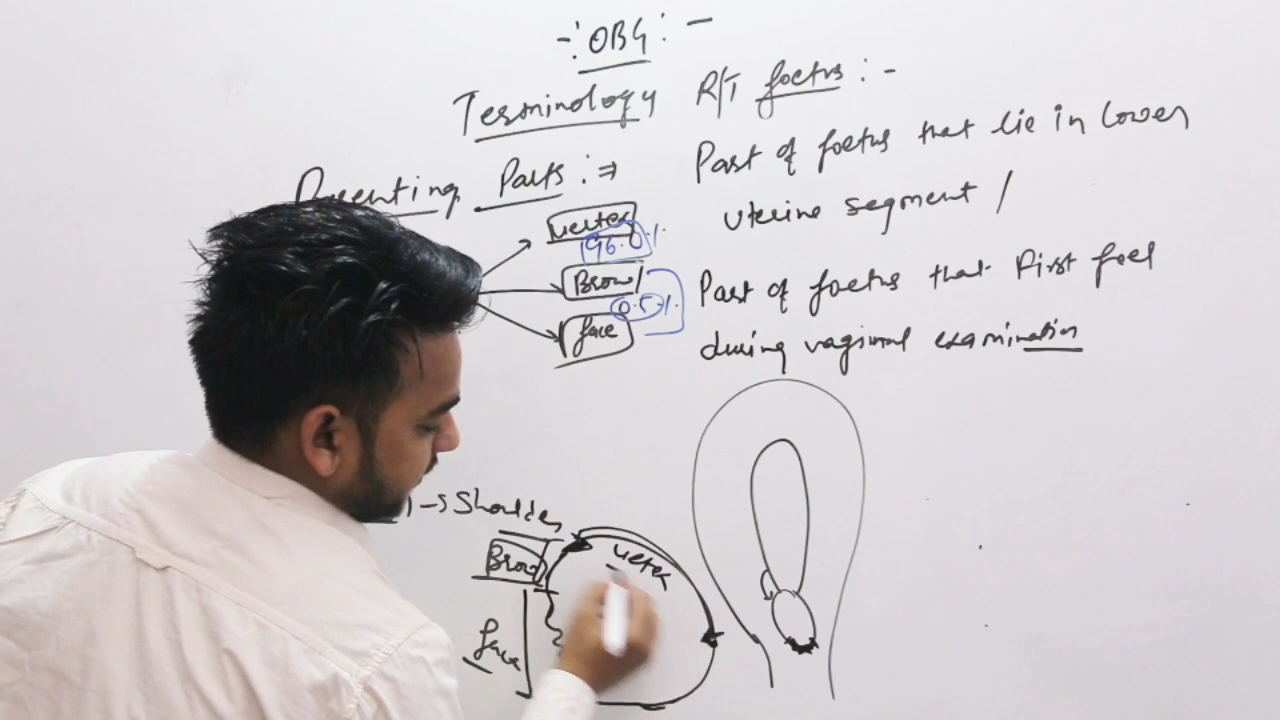 -: OBG: -
Terminology R/T foetus : -
Presenting Parts : ⇒
Part of foetus that lie in lower
uterine segment /
vertex
96.0%
Brow
0.5%
face
Part of foetus that first feel
during vaginal examination
→ Shoulder
Brow
vertex
face